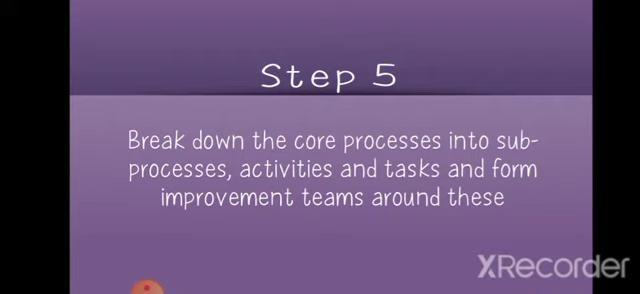 Step 5
Break down the core processes into sub-
processes, activities and tasks and form
improvement teams around these
XRecorder